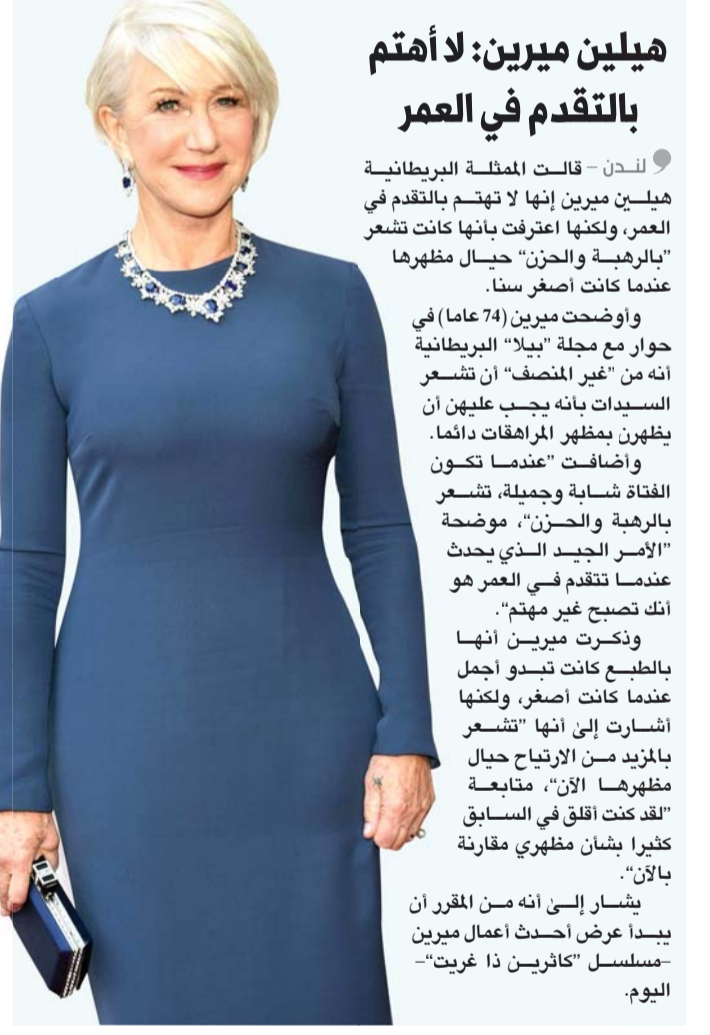 هيلين ميرين: لا أهتم
بالتقدم في العمر
لندن – قالت الممثلة البريطانية
هيلين ميرين إنها لا تهتم بالتقدم في
العمر، ولكنها اعترفت بأنها كانت تشعر
”بالرهبة والحزن“ حيال مظهرها
عندما كانت أصغر سنا.
وأوضحت ميرين (74 عاما) في
حوار مع مجلة ”بيلا“ البريطانية
أنه من ”غير المنصف“ أن تشعر
السيدات بأنه يجب عليهن أن
يظهرن بمظهر المراهقات دائما.
وأضافت ”عندما تكون
الفتاة شابة وجميلة، تشعر
بالرهبة والحزن“، موضحة
”الأمر الجيد الذي يحدث
عندما تتقدم في العمر هو
أنك تصبح غير مهتم“.
وذكرت ميرين أنها
بالطبع كانت تبدو أجمل
عندما كانت أصغر، ولكنها
أشارت إلى أنها ”تشعر
بالمزيد من الارتياح حيال
مظهرها الآن“، متابعة
”لقد كنت أقلق في السابق
كثيرا بشأن مظهري مقارنة
بالآن“.
يشار إلى أنه من المقرر أن
يبدأ عرض أحدث أعمال ميرين
–مسلسل ”كاثرين ذا غريت“–
اليوم.